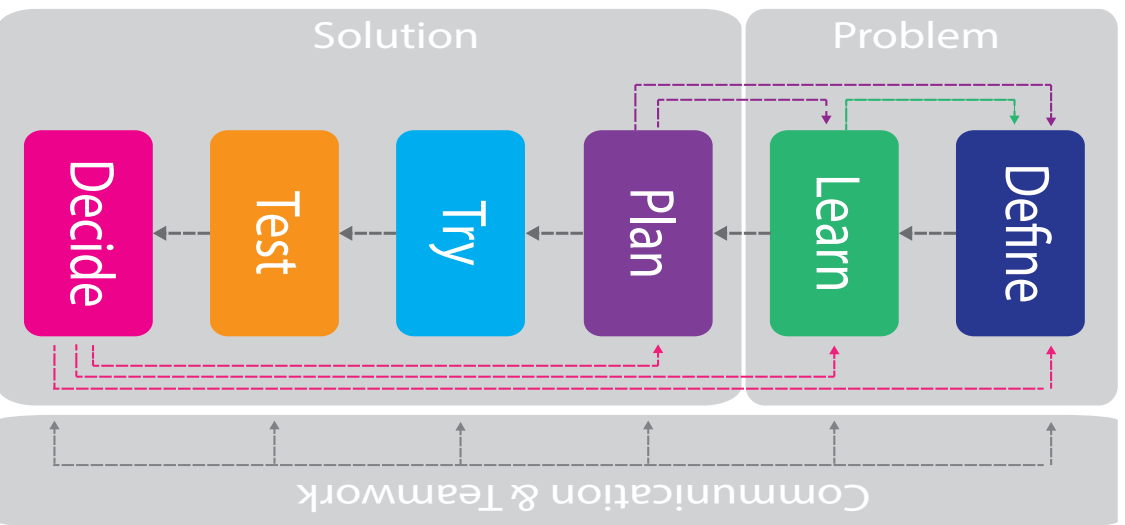 Problem
Solution
Define
Learn
Plan
Try
Test
Decide
Communication & Teamwork